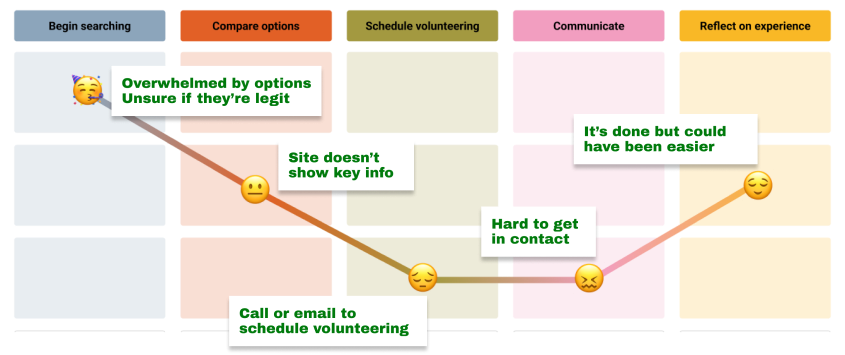 Begin searching
Compare options
Schedule volunteering
Communicate
Reflect on experience
Overwhelmed by options
Unsure if they're legit
Site doesn't
show key info
It's done but could
have been easier
Hard to get
in contact
Call or email to
schedule volunteering